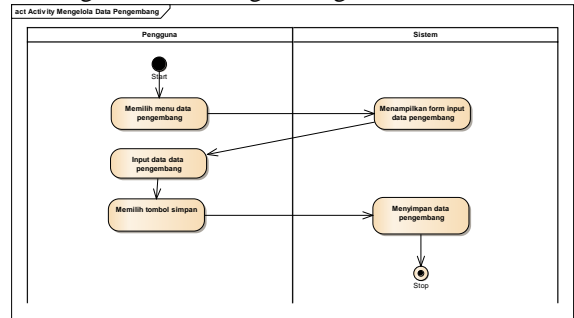 act Activity Mengelola Data Pengembang
Pengguna
Sistem
Start
Memilih menu data
pengembang
Menampilkan form input
data pengembang
Input data data
pengembang
Memilih tombol simpan
Menyimpan data
pengembang
Stop